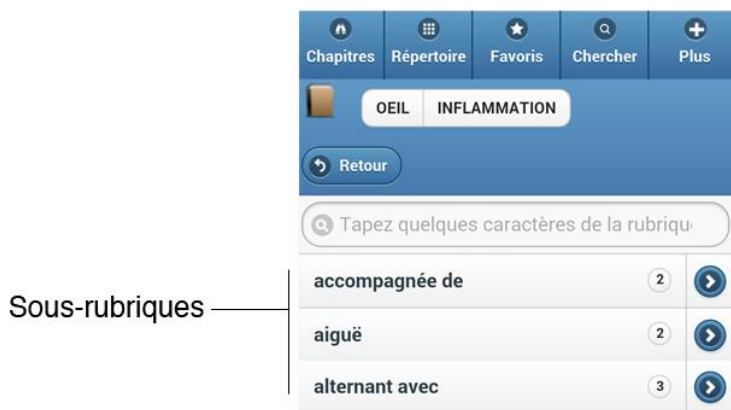 Chapitres Répertoire Favoris Chercher Plus
OEIL INFLAMMATION
Retour
Tapez quelques caractères de la rubriqu
Sous-rubriques
accompagnée de 2
aiguë 2
alternant avec 3